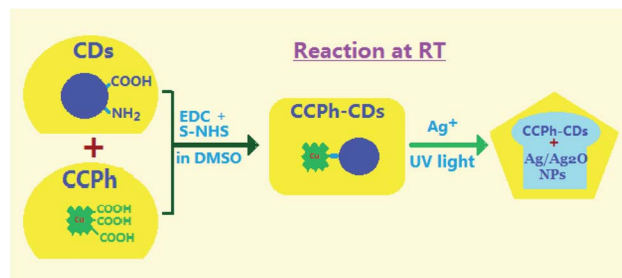 Reaction at RT
CDs
COOH
NH2
+
CCPh
Cu
COOH
COOH
COOH
EDC +
S-NHS
in DMSO
CCPh-CDs
Cu
Ag+
UV light
CCPh-CDs
+
Ag/Ag2O
NPs